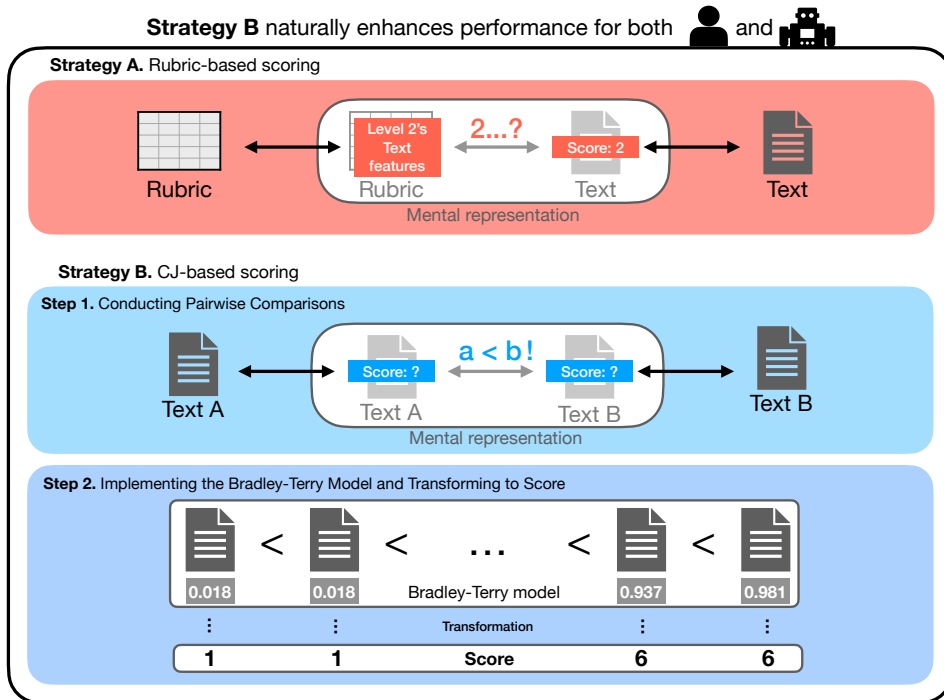 Strategy B naturally enhances performance for both and
Strategy A. Rubric-based scoring
Level 2's
Text
features
2...?
Score: 2
Rubric
Rubric
Text
Text
Mental representation
Strategy B. CJ-based scoring
Step 1. Conducting Pairwise Comparisons
a < b!
Score: ?
Score: ?
Text A
Text A
Text B
Text B
Mental representation
Step 2. Implementing the Bradley-Terry Model and Transforming to Score
< < ... < <
0.018 0.018 Bradley-Terry model 0.937 0.981
Transformation
1 1 Score 6 6